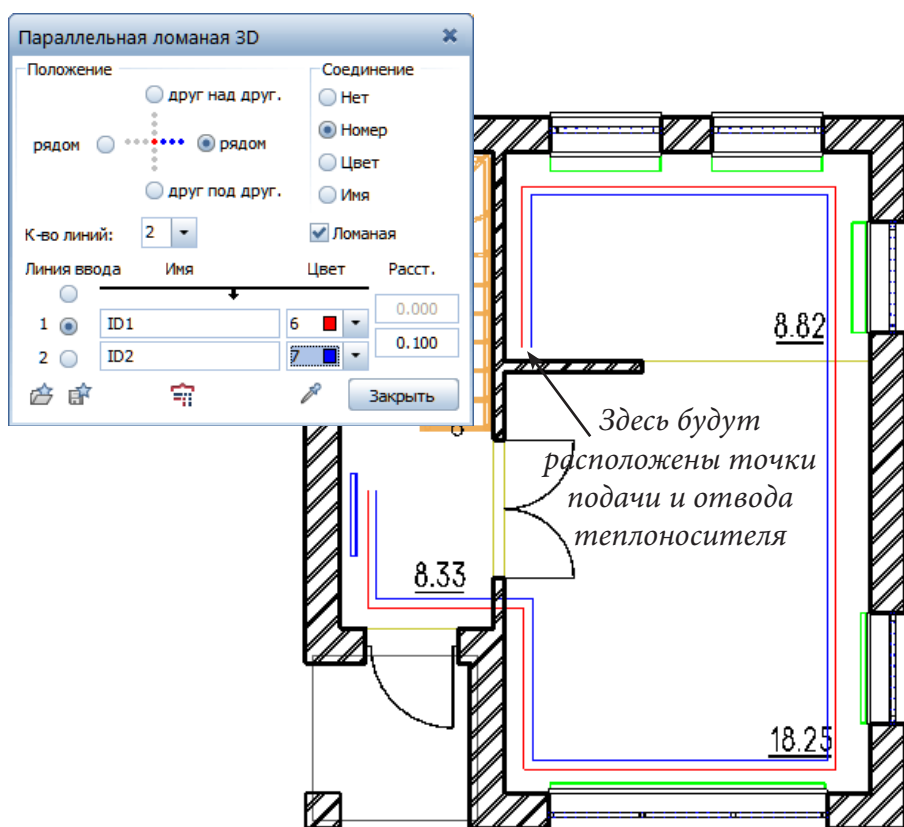 Параллельная ломаная 3D
Положение
Соединение
друг над друг.
Нет
рядом
рядом
Номер
Цвет
друг под друг.
Имя
К-во линий:
2
Ломаная
Линия ввода
Имя
Цвет
Расст.
0.000
1
ID1
6
0.100
2
ID2
7
Закрыть
8.82
Здесь будут
расположены точки
подачи и отвода
теплоносителя
8.33
18.25